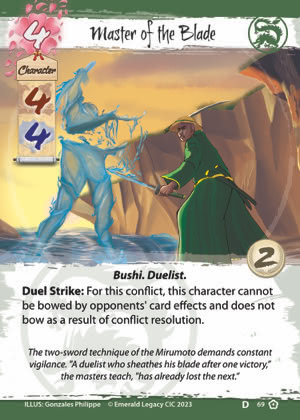 4
Master of the Blade
Character
4
4
2
Bushi. Duelist.
Duel Strike: For this conflict, this character cannot
be bowed by opponents' card effects and does not
bow as a result of conflict resolution.
The two-sword technique of the Mirumoto demands constant
vigilance. “A duelist who sheathes his blade after one victory,”
the masters teach, “has already lost the next.”
ILLUS: Gonzales Philippe © Emerald Legacy CIC 2023 D 69